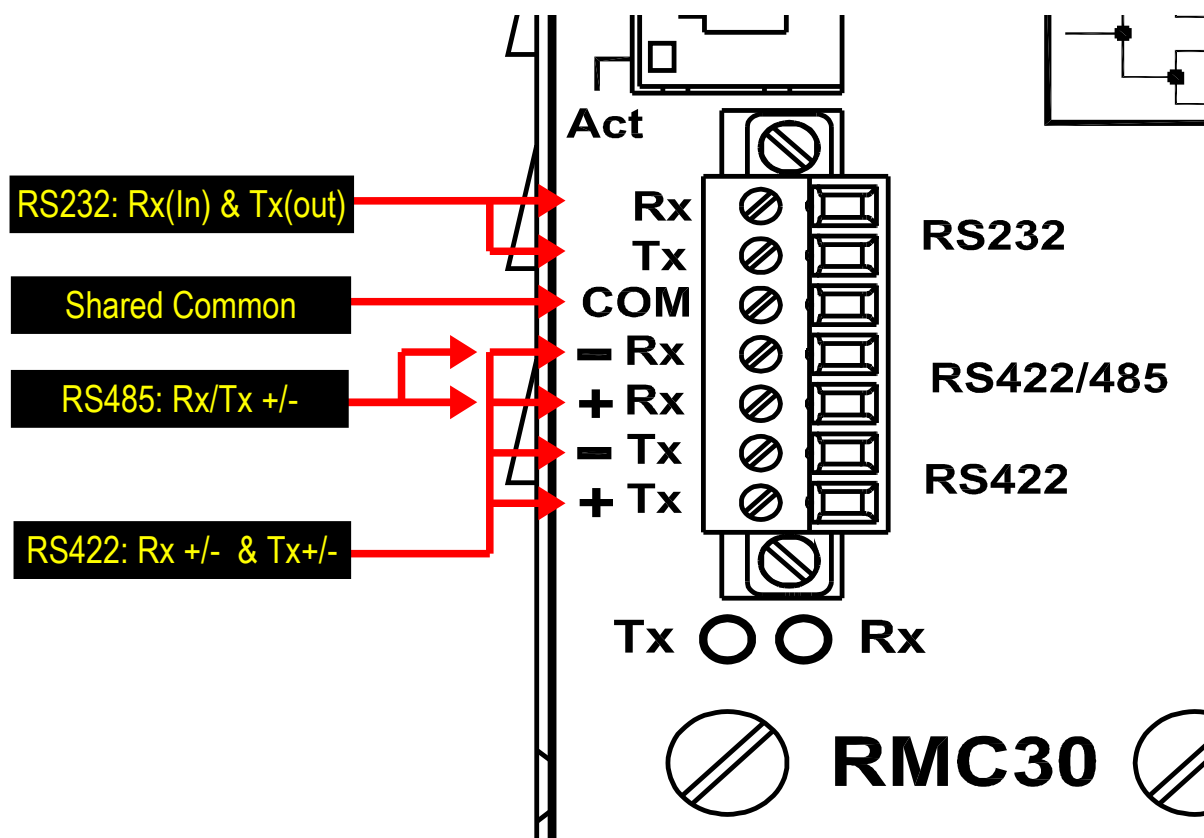 Act
RS232: Rx(In) & Tx(out)
Rx
Tx
RS232
Shared Common
COM
− Rx
RS485: Rx/Tx +/-
+ Rx
RS422/485
− Tx
+ Tx
RS422
RS422: Rx +/-  & Tx+/-
Tx
Rx
RMC30